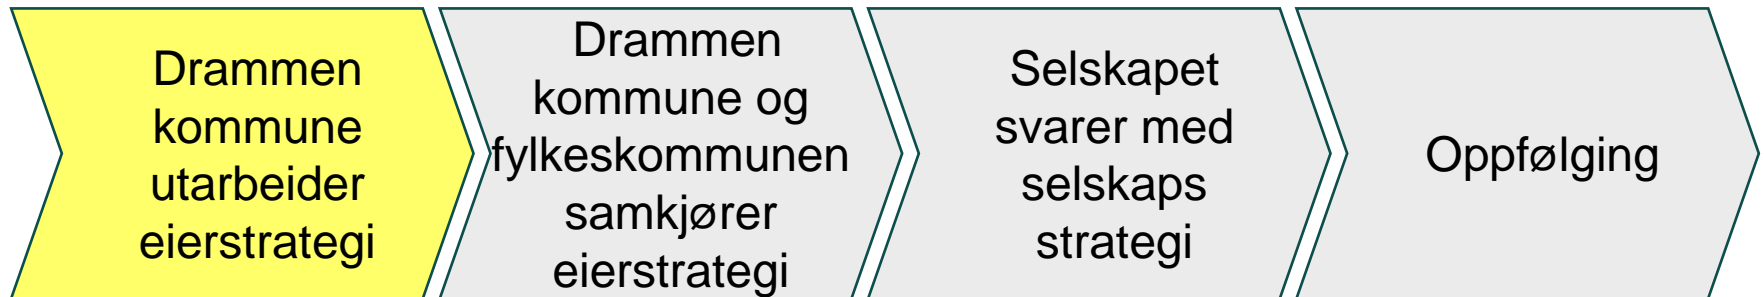 Drammen
kommune
utarbeider
eierstrategi
Drammen
kommune og
fylkeskommunen
samkjører
eierstrategi
Selskapet
svarer med
selskaps
strategi
Oppfølging